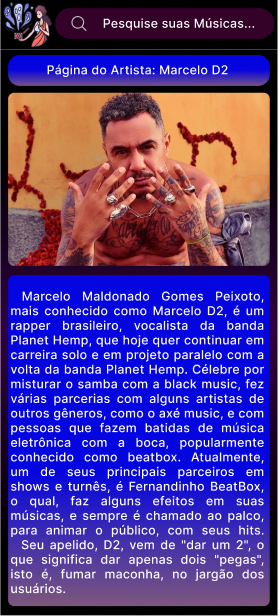 Pesquise suas Músicas...
Página do Artista: Marcelo D2
Marcelo Maldonado Gomes Peixoto,
mais conhecido como Marcelo D2, é um
rapper brasileiro, vocalista da banda
Planet Hemp, que hoje quer continuar em
carreira solo e em projeto paralelo com a
volta da banda Planet Hemp. Célebre por
misturar o samba com a black music, fez
várias parcerias com alguns artistas de
outros gêneros, como o axé music, e com
pessoas que fazem batidas de música
eletrônica com a boca, popularmente
conhecido como beatbox. Atualmente,
um de seus principais parceiros em
shows e turnês, é Fernandinho BeatBox,
o qual, faz alguns efeitos em suas
músicas, e sempre é chamado ao palco,
para animar o público, com seus hits.
Seu apelido, D2, vem de "dar um 2", o
que significa dar apenas dois "pegas",
isto é, fumar maconha, no jargão dos
usuários.